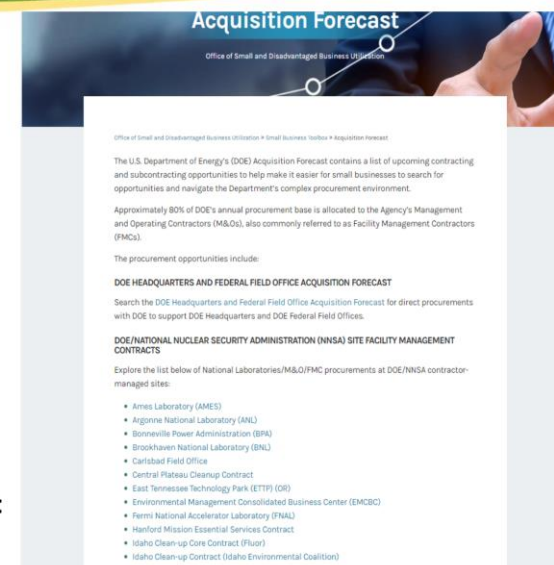 Acquisition Forecast
Office of Small and Disadvantaged Business Utilization
Office of Small and Disadvantaged Business Utilization » Small Business Toolbox » Acquisition Forecast
The U.S. Department of Energy's (DOE) Acquisition Forecast contains a list of upcoming contracting
and subcontracting opportunities to help make it easier for small businesses to search for
opportunities and navigate the Department's complex procurement environment.
Approximately 80% of DOE's annual procurement base is allocated to the Agency's Management
and Operating Contractors (M&Os), also commonly referred to as Facility Management Contractors
(FMCs).
The procurement opportunities include:
DOE HEADQUARTERS AND FEDERAL FIELD OFFICE ACQUISITION FORECAST
Search the DOE Headquarters and Federal Field Office Acquisition Forecast for direct procurements
with DOE to support DOE Headquarters and DOE Federal Field Offices.
DOE/NATIONAL NUCLEAR SECURITY ADMINISTRATION (NNSA) SITE FACILITY MANAGEMENT
CONTRACTS
Explore the list below of National Laboratories/M&O/FMC procurements at DOE/NNSA contractor-
managed sites:
• Ames Laboratory (AMES)
• Argonne National Laboratory (ANL)
• Bonneville Power Administration (BPA)
• Brookhaven National Laboratory (BNL)
• Carlsbad Field Office
• Central Plateau Cleanup Contract
• East Tennessee Technology Park (ETTP) (OR)
• Environmental Management Consolidated Business Center (EMCBC)
• Fermi National Accelerator Laboratory (FNAL)
• Hanford Mission Essential Services Contract
• Idaho Clean-up Core Contract (Fluor)
• Idaho Clean-up Contract (Idaho Environmental Coalition)
: